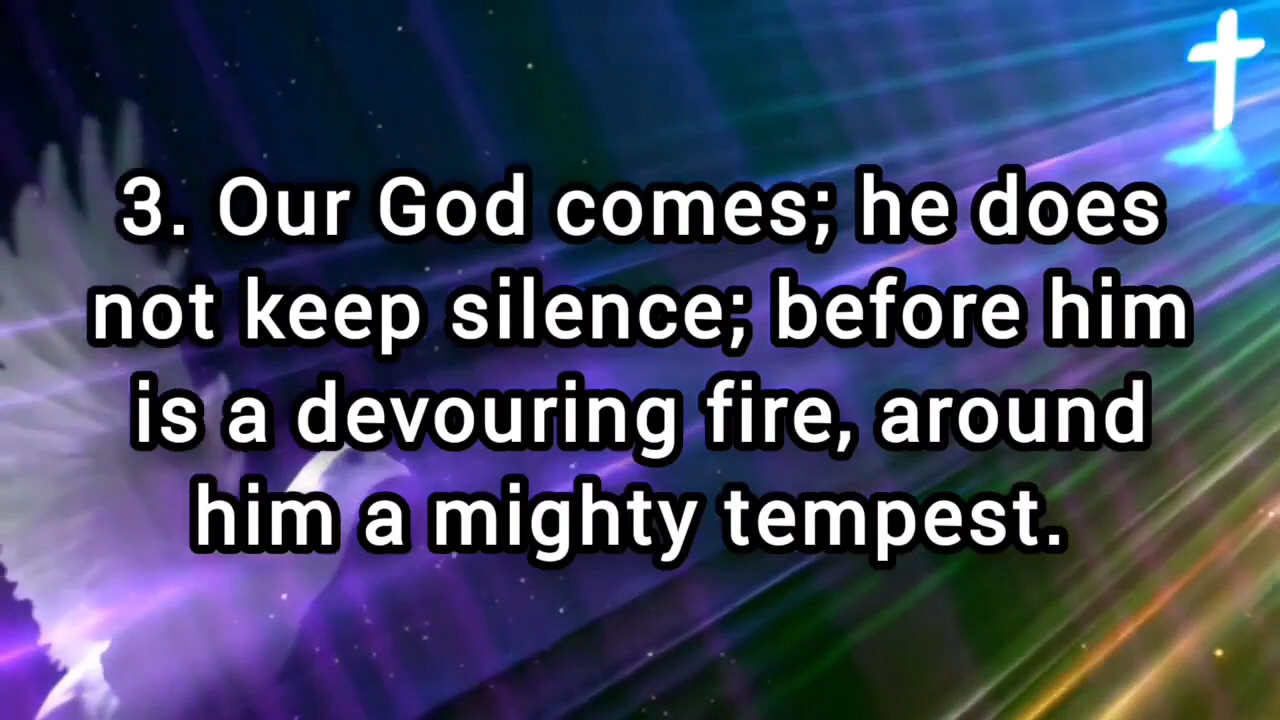 3. Our God comes; he does
not keep silence; before him
is a devouring fire, around
him a mighty tempest.